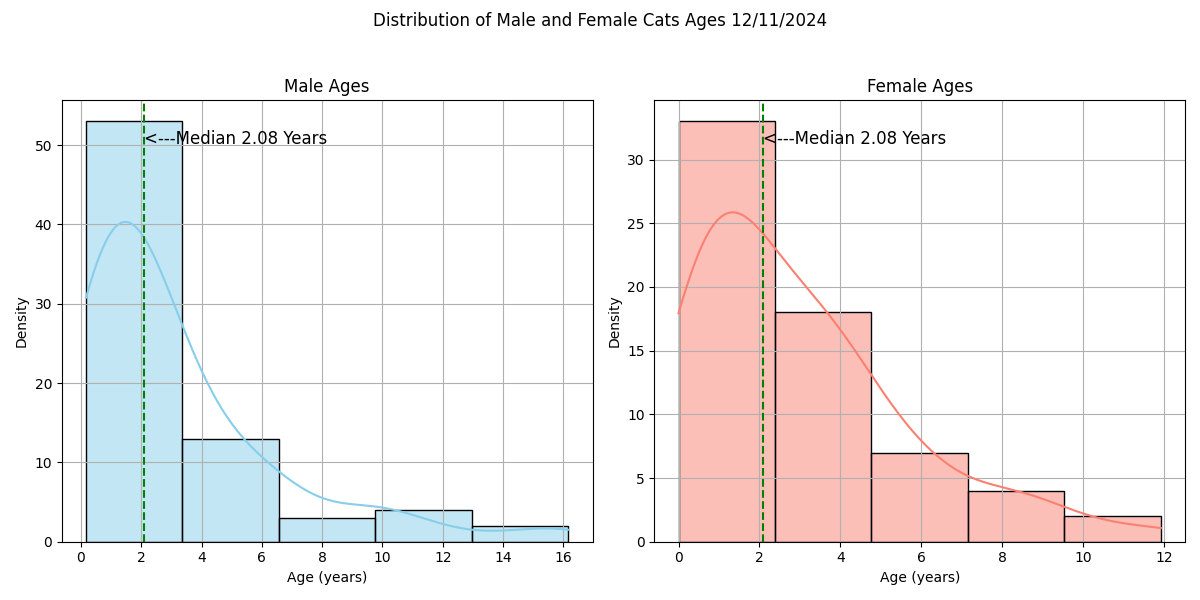 Distribution of Male and Female Cats Ages 12/11/2024
Male Ages
Density
50
40
30
20
10
0
<---Median 2.08 Years
0 2 4 6 8 10 12 14 16
Age (years)
Female Ages
Density
30
25
20
15
10
5
0
<---Median 2.08 Years
0 2 4 6 8 10 12
Age (years)